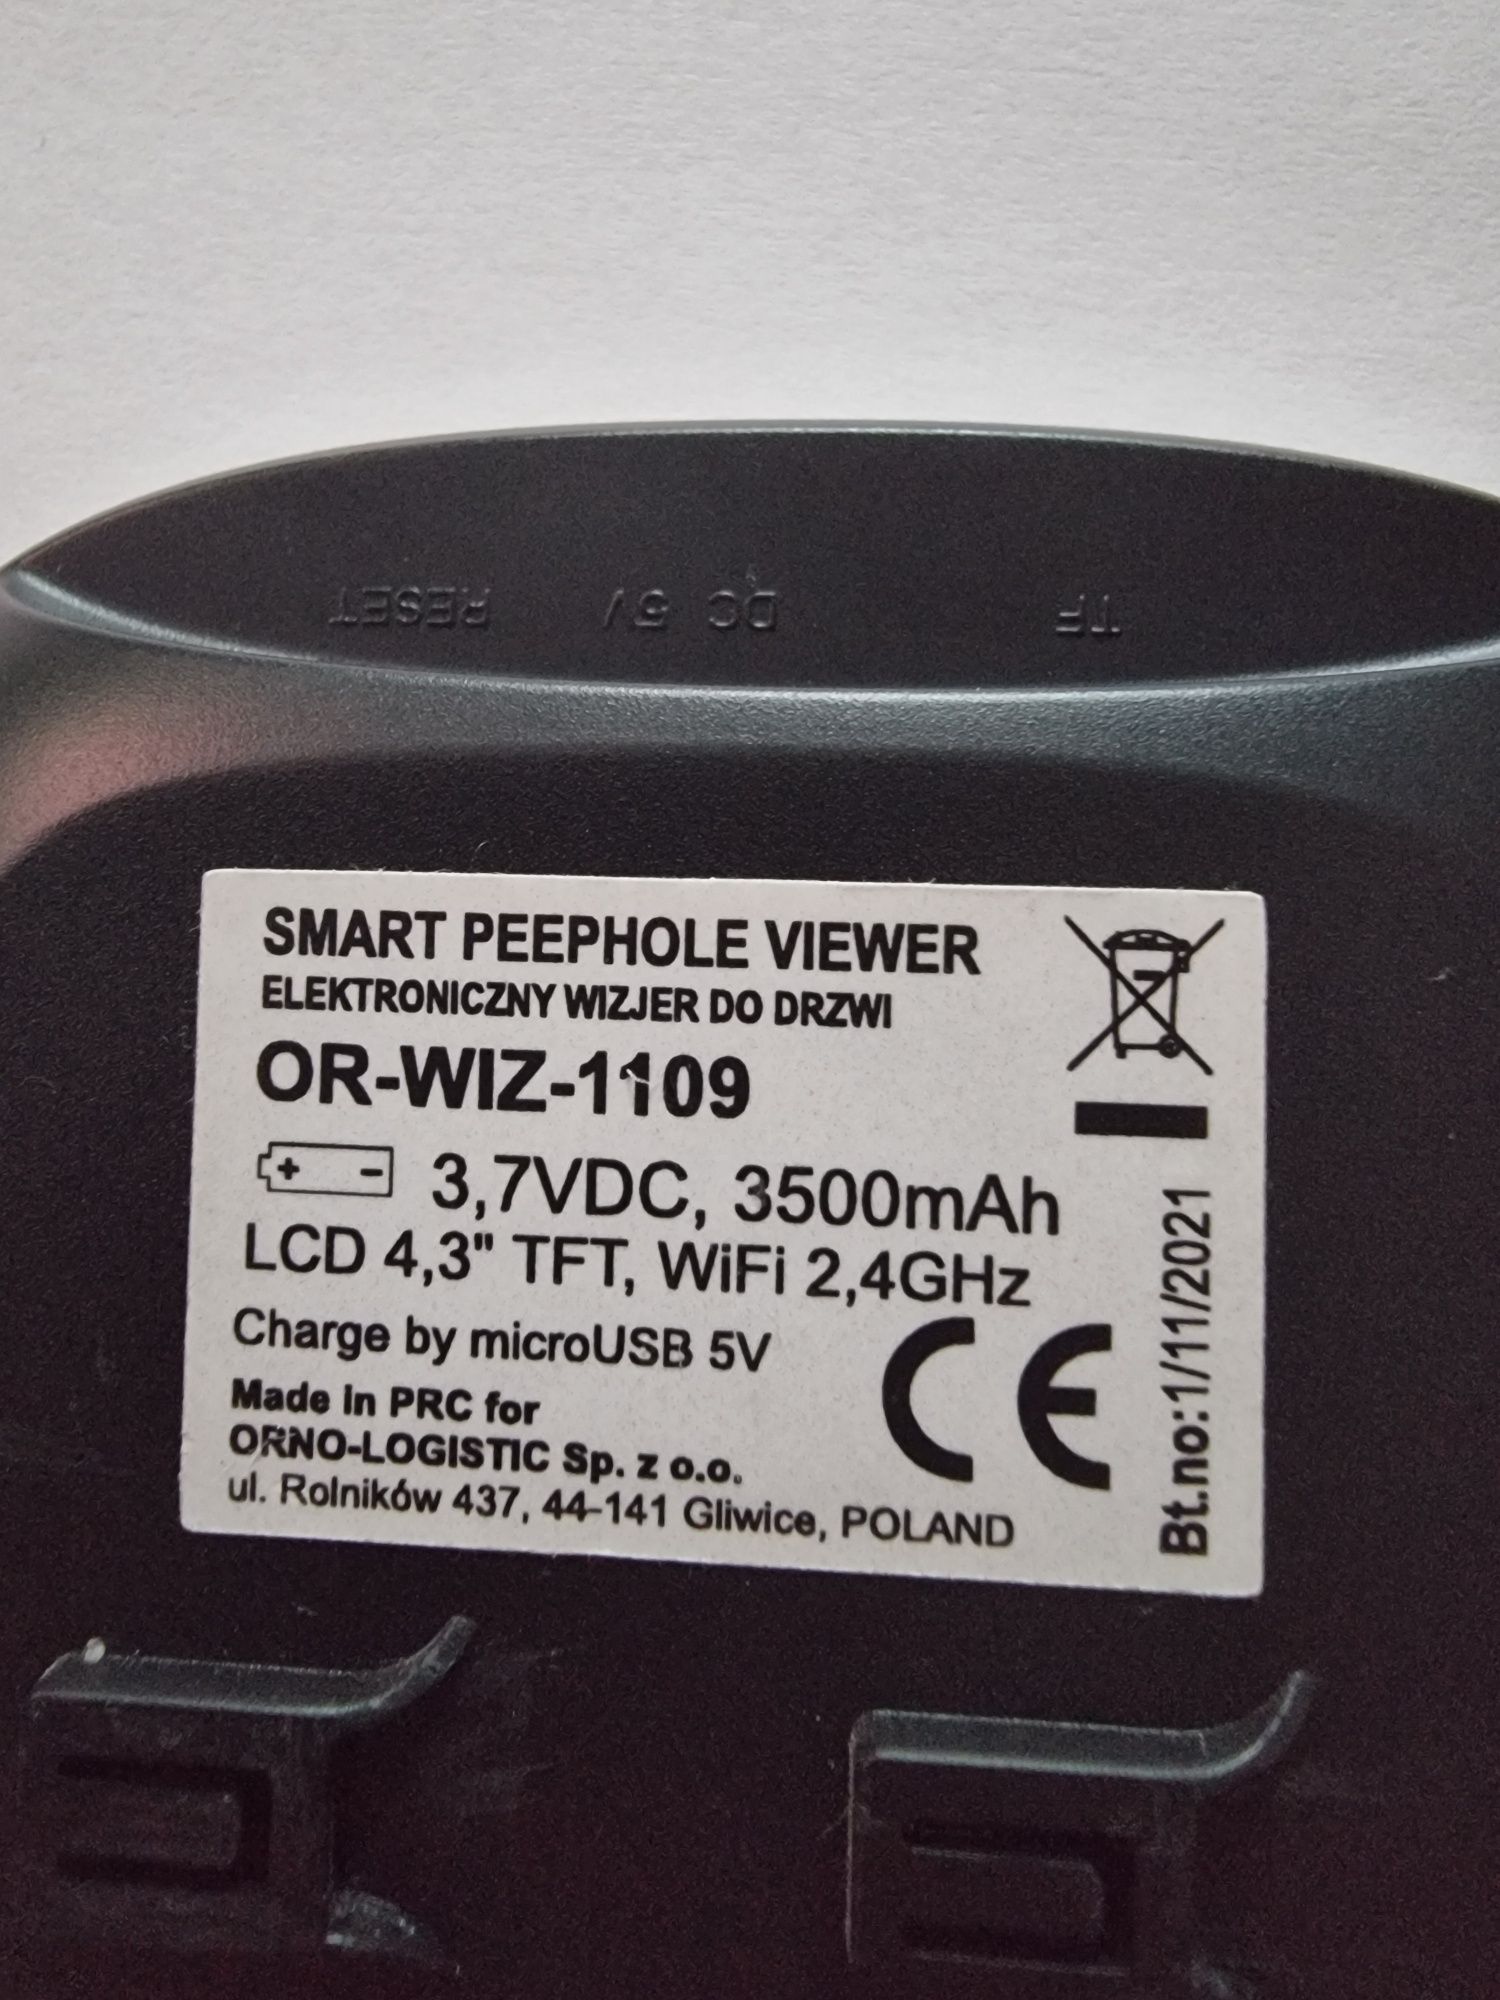 RESET DC 5V TF
SMART PEEPHOLE VIEWER
ELEKTRONICZNY WIZJER DO DRZWI
OR-WIZ-1109
+ - 3,7VDC, 3500mAh
LCD 4,3" TFT, WiFi 2,4GHz
Charge by microUSB 5V
Made in PRC for
ORNO-LOGISTIC Sp. z o.o.
ul. Rolników 437, 44-141 Gliwice, POLAND
CE
Bt.no:1/11/2021